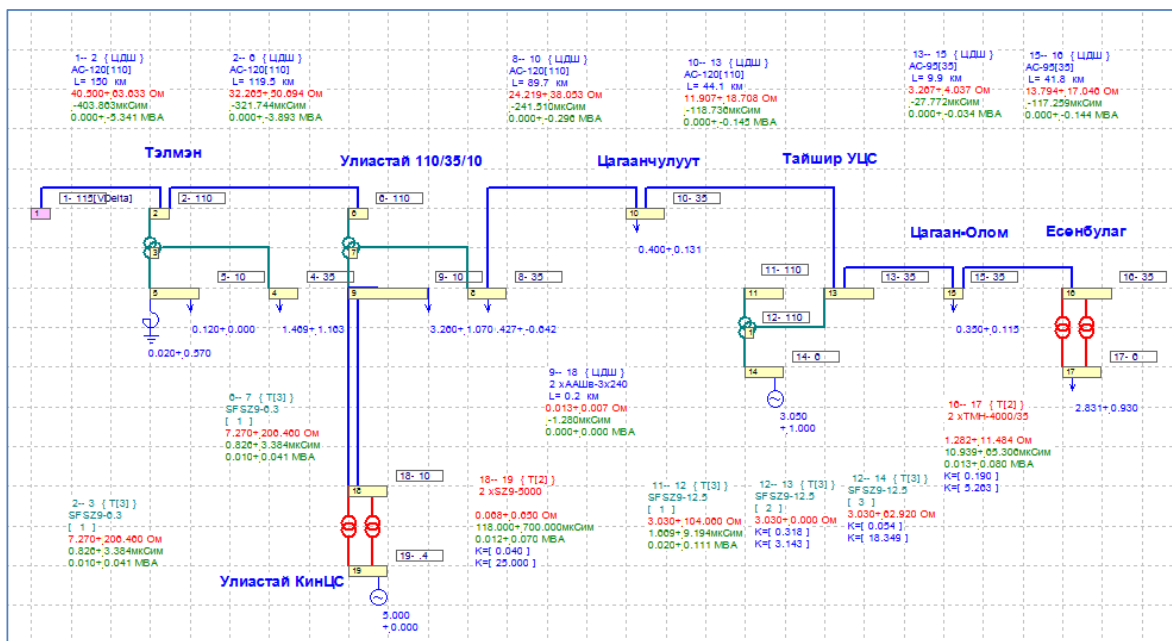 1-- 2 { ЦДШ }
АС-120[110]
L= 150 км
40.500+63.633 Ом
-403.863мкСим
0.000+-5.341 МВА
2-- 6 { ЦДШ }
АС-120[110]
L= 119.5 км
32.265+50.694 Ом
-321.744мкСим
0.000+-3.893 МВА
8-- 10 { ЦДШ }
АС-120[110]
L= 89.7 км
24.219+38.053 Ом
-241.510мкСим
0.000+-0.296 МВА
10-- 13 { ЦДШ }
АС-120[110]
L= 44.1 км
11.907+18.708 Ом
-118.736мкСим
0.000+-0.145 МВА
13-- 15 { ЦДШ }
АС-95[35]
L= 9.9 км
3.267+4.037 Ом
-27.772мкСим
0.000+-0.034 МВА
15-- 16 { ЦДШ }
АС-95[35]
L= 41.8 км
13.794+17.046 Ом
-117.259мкСим
0.000+-0.144 МВА
Тэлмэн
Улиастай 110/35/10
Цагаанчулуут
Тайшир УЦС
1
1- 115[VDelta]
2
2- 110
6
6- 110
10
10- 35
Цагаан-Олом
Есөнбулаг
0.400+0.131
3
7
5
5- 10
4
4- 35
9
9- 10
8
8- 35
11- 110
11
13
13- 35
15
15- 35
16
16- 35
12- 110
0.120+0.000
1.469+1.163
3.260+1.070
.427+-0.642
0.350+0.115
0.020+0.570
14- 6
14
17- 6
17
3.050
+1.000
2.831+0.930
9-- 18 { ЦДШ }
2 хААШв-3х240
L= 0.2 км
0.013+0.007 Ом
-1.280мкСим
0.000+0.000 МВА
6-- 7 { T[3] }
SFSZ9-6.3
[ 1 ]
7.270+206.460 Ом
0.826+3.384мкСим
0.010+0.041 МВА
16-- 17 { T[2] }
2 хТМН-4000/35
1.282+11.484 Ом
10.939+65.306мкСим
0.013+0.080 МВА
К=[ 0.190 ]
К=[ 5.263 ]
2-- 3 { T[3] }
SFSZ9-6.3
[ 1 ]
7.270+206.460 Ом
0.826+3.384мкСим
0.010+0.041 МВА
18
18- 10
18-- 19 { T[2] }
2 xSZ9-5000
0.068+0.650 Ом
118.000+700.000мкСим
0.012+0.070 МВА
К=[ 0.040 ]
К=[ 25.000 ]
11-- 12 { T[3] }
SFSZ9-12.5
[ 1 ]
3.030+104.060 Ом
1.669+9.194мкСим
0.020+0.111 МВА
12-- 13 { T[3] }
SFSZ9-12.5
[ 2 ]
3.030+0.000 Ом
К=[ 0.318 ]
К=[ 3.143 ]
12-- 14 { T[3] }
SFSZ9-12.5
[ 3 ]
3.030+62.920 Ом
К=[ 0.054 ]
К=[ 18.349 ]
19- .4
19
Улиастай КинЦС
5.000
+0.000